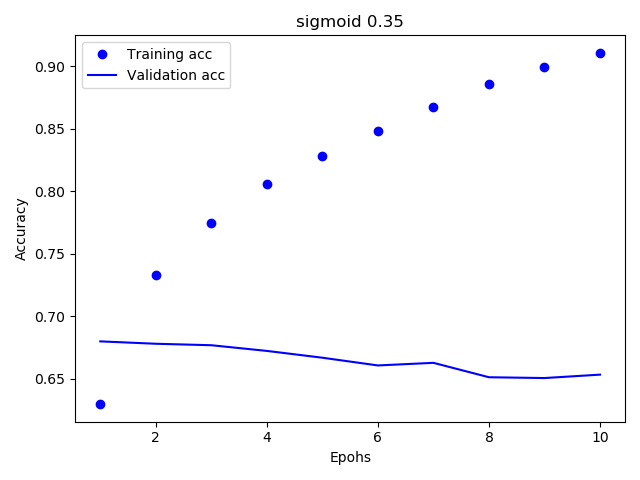 sigmoid 0.35
Training acc
Validation acc
0.90
0.85
0.80
0.75
0.70
0.65
Accuracy
2 4 6 8 10
Epohs